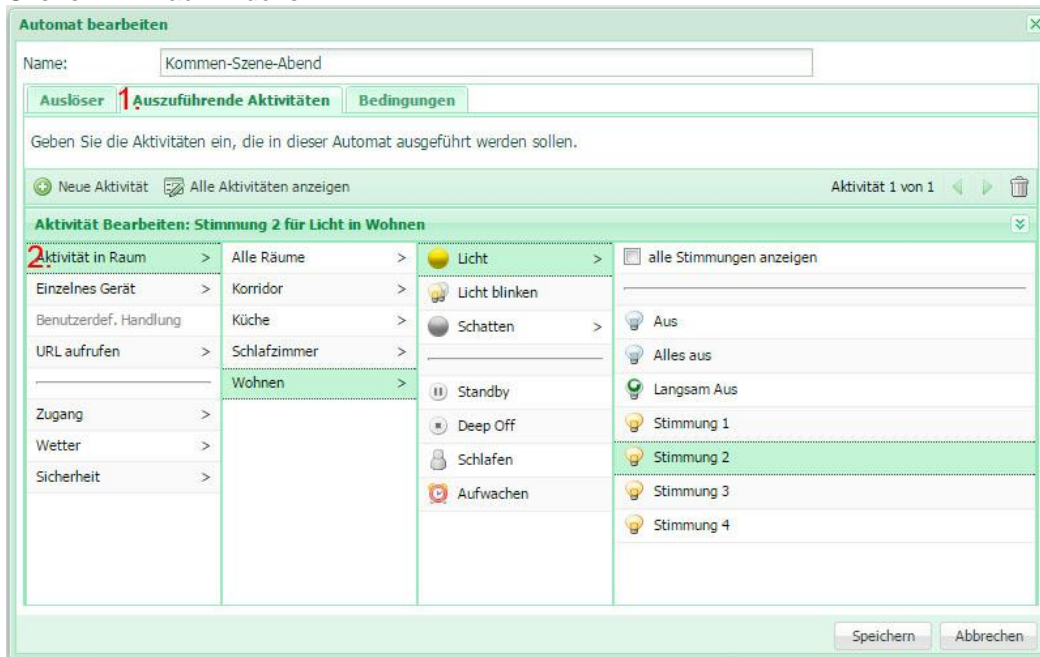 Automat bearbeiten
Name: Kommen-Szene-Abend
Auslöser 1. Auszuführende Aktivitäten Bedingungen
Geben Sie die Aktivitäten ein, die in dieser Automat ausgeführt werden sollen.
Neue Aktivität Alle Aktivitäten anzeigen Aktivität 1 von 1
Aktivität Bearbeiten: Stimmung 2 für Licht in Wohnen
2. Aktivität in Raum >
Einzelnes Gerät >
Benutzerdef. Handlung
URL aufrufen >
Zugang >
Wetter >
Sicherheit >
Alle Räume >
Korridor >
Küche >
Schlafzimmer >
Wohnen >
Licht >
Licht blinken
Schatten >
Standby
Deep Off
Schlafen
Aufwachen
alle Stimmungen anzeigen
Aus
Alles aus
Langsam Aus
Stimmung 1
Stimmung 2
Stimmung 3
Stimmung 4
Speichern Abbrechen